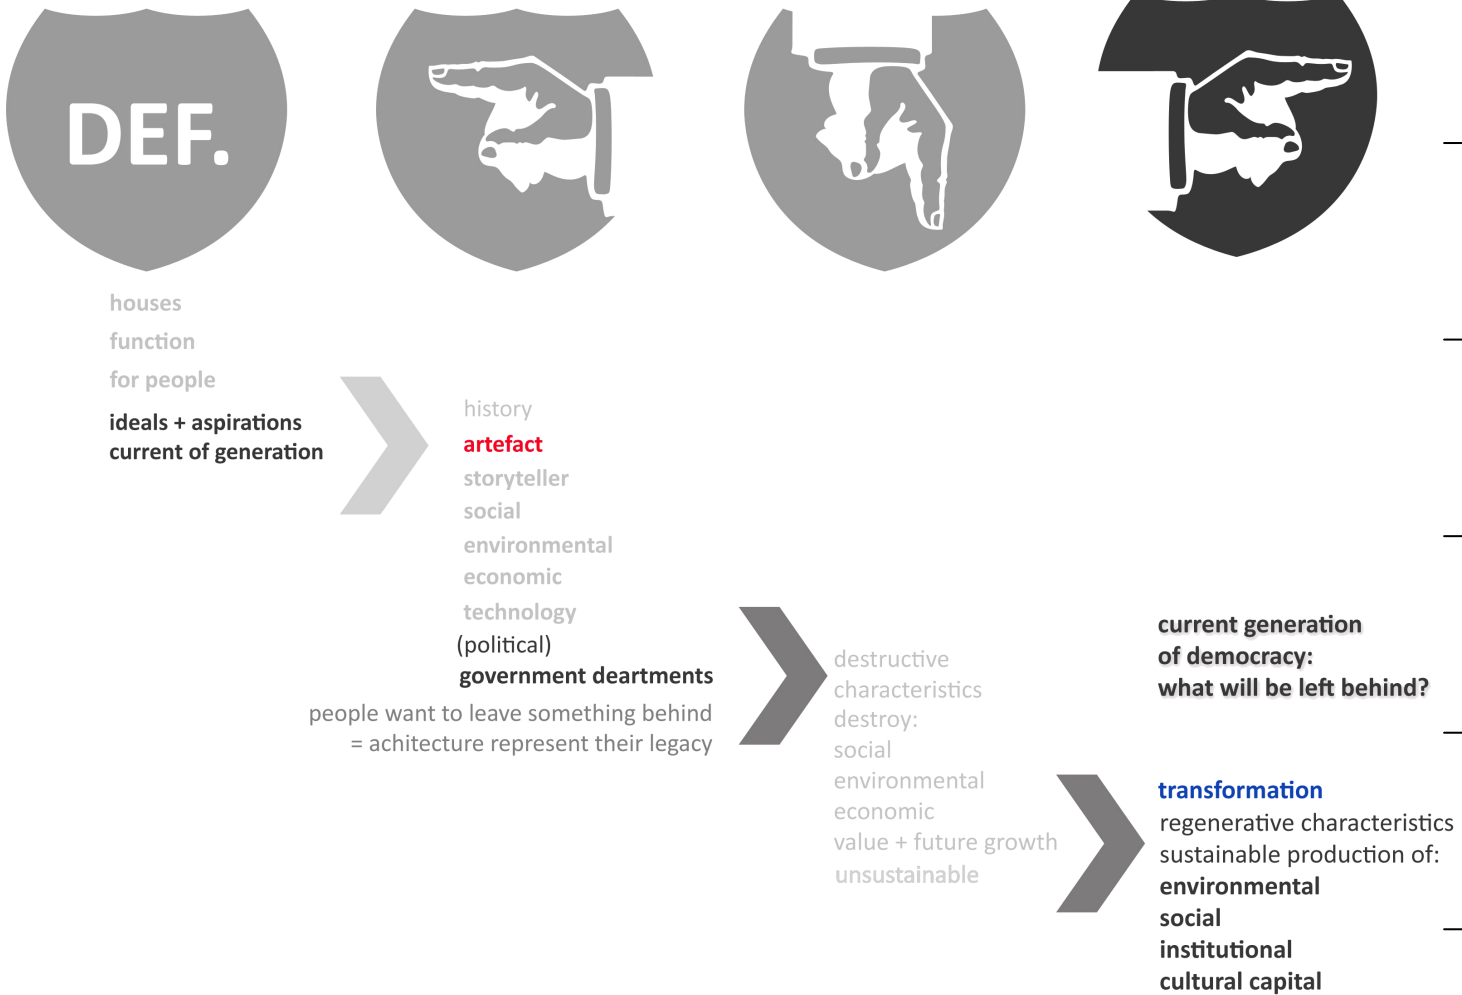 DEF.
houses
function
for people
ideals + aspirations
current of generation
history
artefact
storyteller
social
environmental
economic
technology
(political)
government deartments
people want to leave something behind
= achitecture represent their legacy
destructive
characteristics
destroy:
social
environmental
economic
value + future growth
unsustainable
current generation
of democracy:
what will be left behind?
transformation
regenerative characteristics
sustainable production of:
environmental
social
institutional
cultural capital